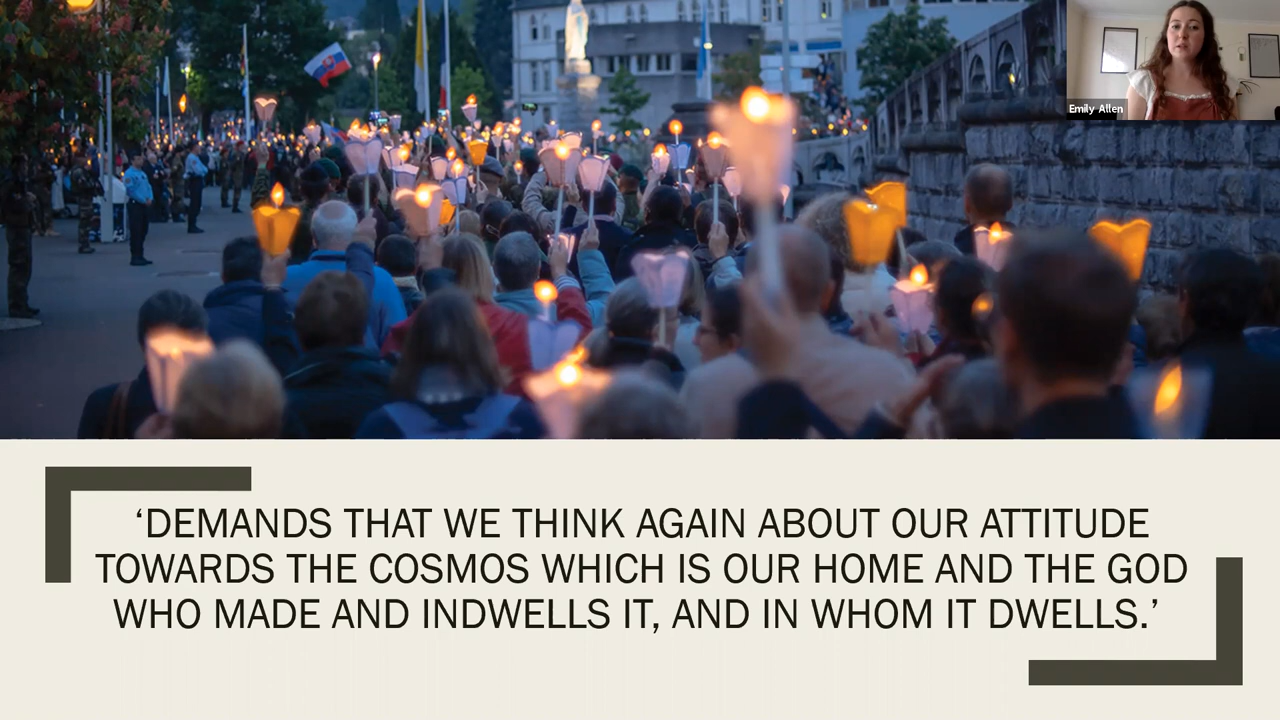 Emily Allen
‘DEMANDS THAT WE THINK AGAIN ABOUT OUR ATTITUDE
TOWARDS THE COSMOS WHICH IS OUR HOME AND THE GOD
WHO MADE AND INDWELLS IT, AND IN WHOM IT DWELLS.’